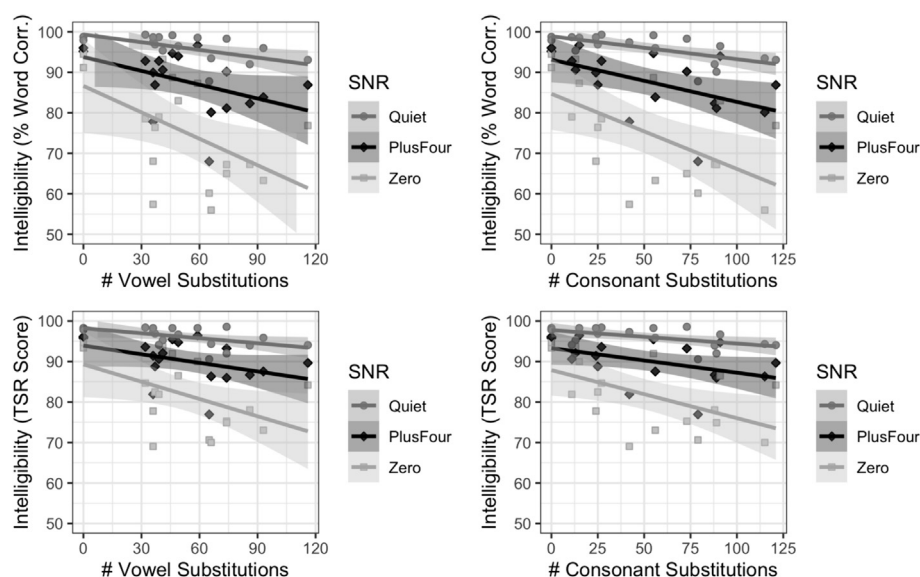 Intelligibility (% Word Corr.)
100
90
80
70
60
50
0 30 60 90 120
# Vowel Substitutions
SNR
Quiet
PlusFour
Zero
Intelligibility (% Word Corr.)
100
90
80
70
60
50
0 25 50 75 100 125
# Consonant Substitutions
SNR
Quiet
PlusFour
Zero
Intelligibility (TSR Score)
100
90
80
70
60
50
0 30 60 90 120
# Vowel Substitutions
SNR
Quiet
PlusFour
Zero
Intelligibility (TSR Score)
100
90
80
70
60
50
0 25 50 75 100 125
# Consonant Substitutions
SNR
Quiet
PlusFour
Zero